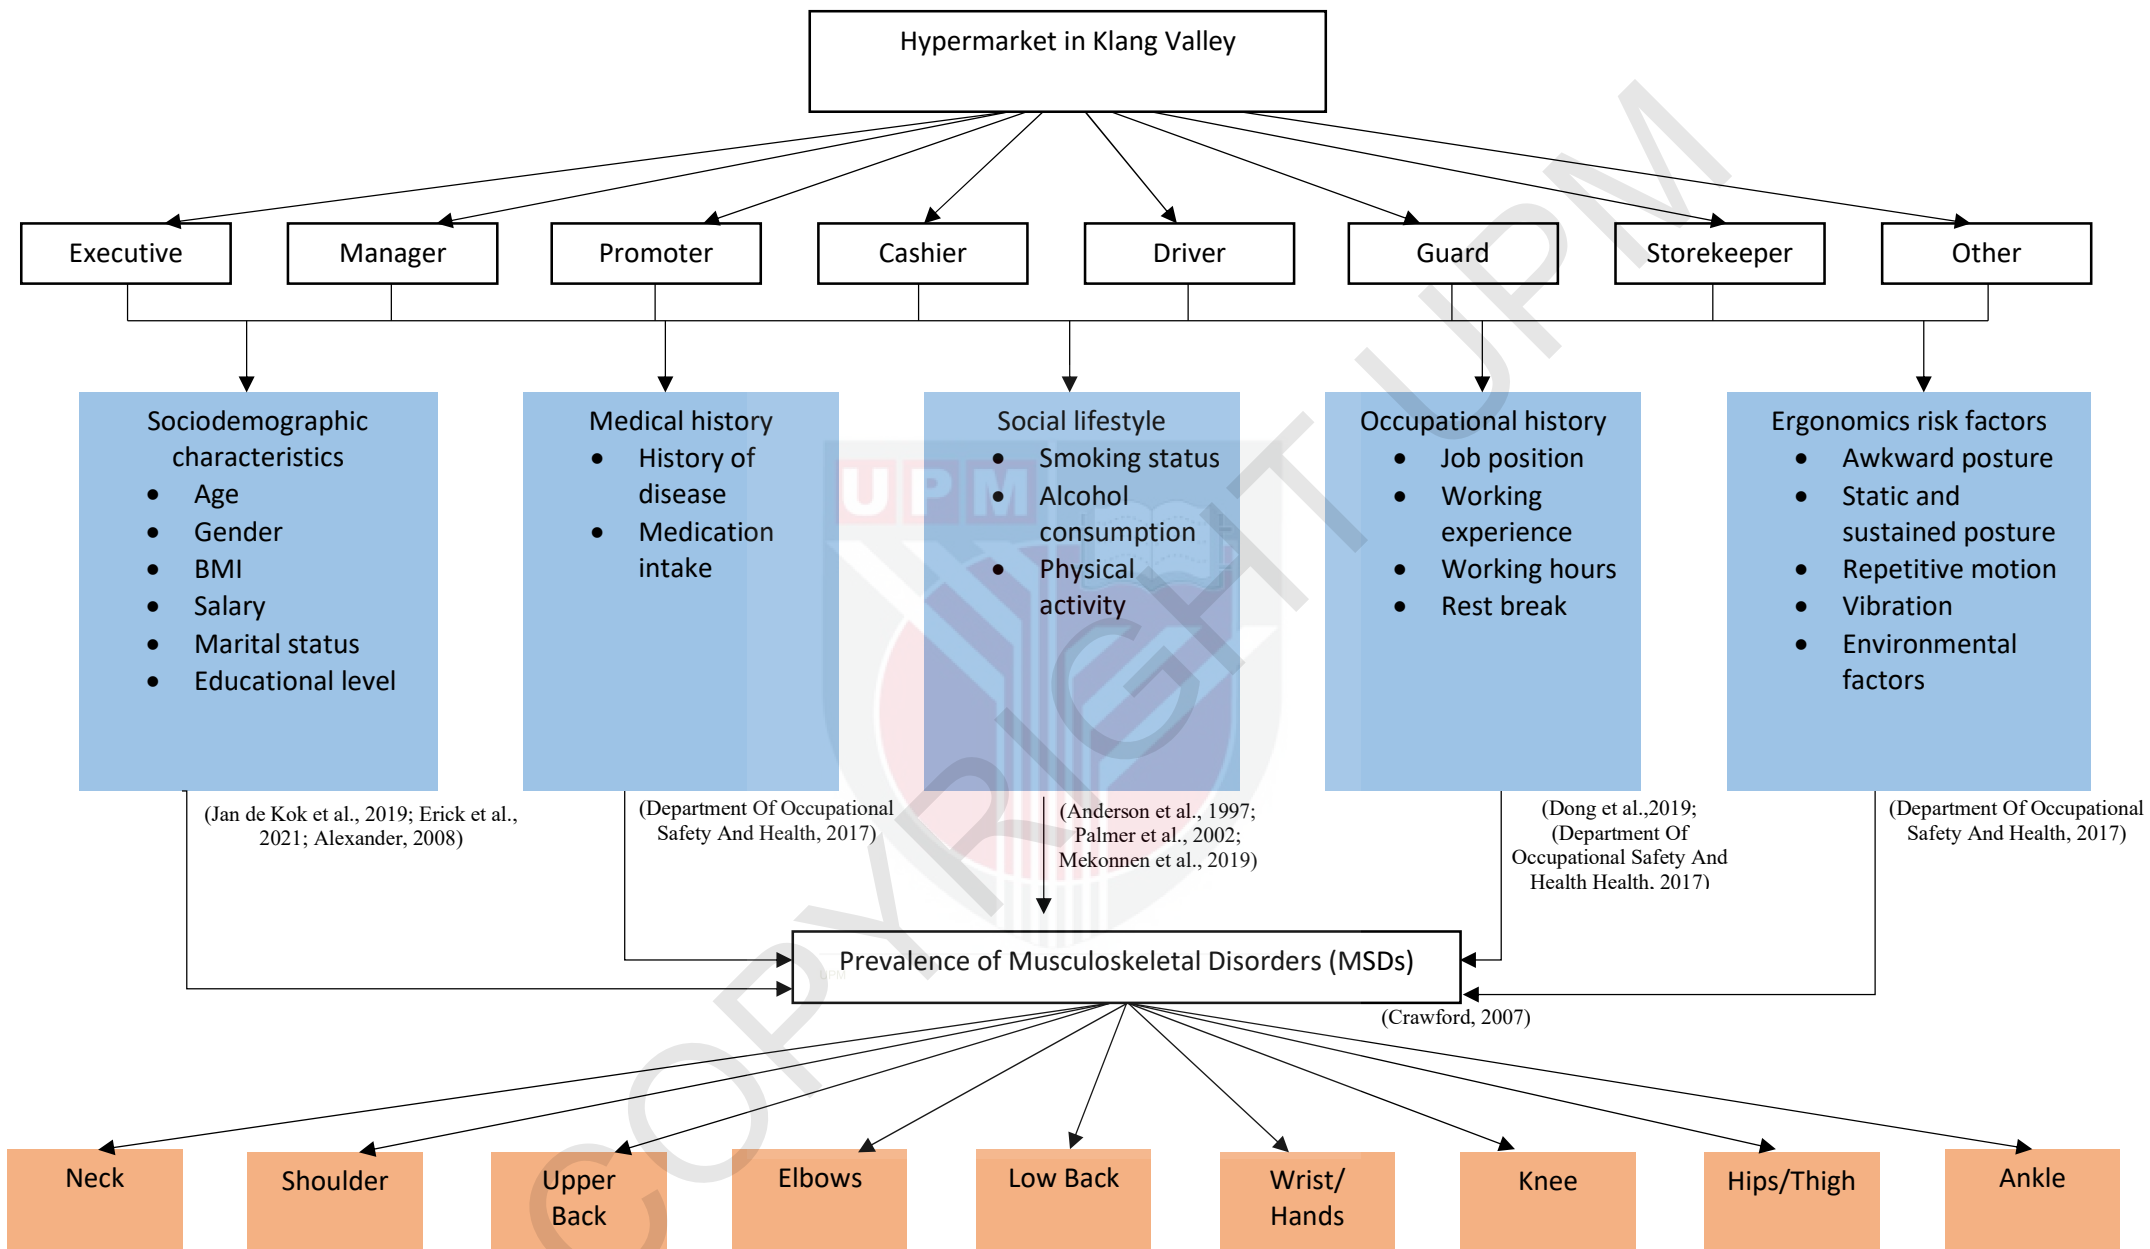 Hypermarket in Klang Valley
Executive
Manager
Promoter
Cashier
Driver
Guard
Storekeeper
Other
Sociodemographic
characteristics
• Age
• Gender
• BMI
• Salary
• Marital status
• Educational level
Medical history
• History of
disease
• Medication
intake
Social lifestyle
• Smoking status
• Alcohol
consumption
• Physical
activity
Occupational history
• Job position
• Working
experience
• Working hours
• Rest break
Ergonomics risk factors
• Awkward posture
• Static and
sustained posture
• Repetitive motion
• Vibration
• Environmental
factors
(Jan de Kok et al., 2019; Erick et al.,
2021; Alexander, 2008)
(Department Of Occupational
Safety And Health, 2017)
(Anderson et al., 1997;
Palmer et al., 2002;
Mekonnen et al., 2019)
(Dong et al.,2019;
(Department Of
Occupational Safety And
Health Health, 2017)
(Department Of Occupational
Safety And Health, 2017)
Prevalence of Musculoskeletal Disorders (MSDs)
(Crawford, 2007)
Neck
Shoulder
Upper
Back
Elbows
Low Back
Wrist/
Hands
Knee
Hips/Thigh
Ankle
UPM
UPM
COPYRIGHT UPM